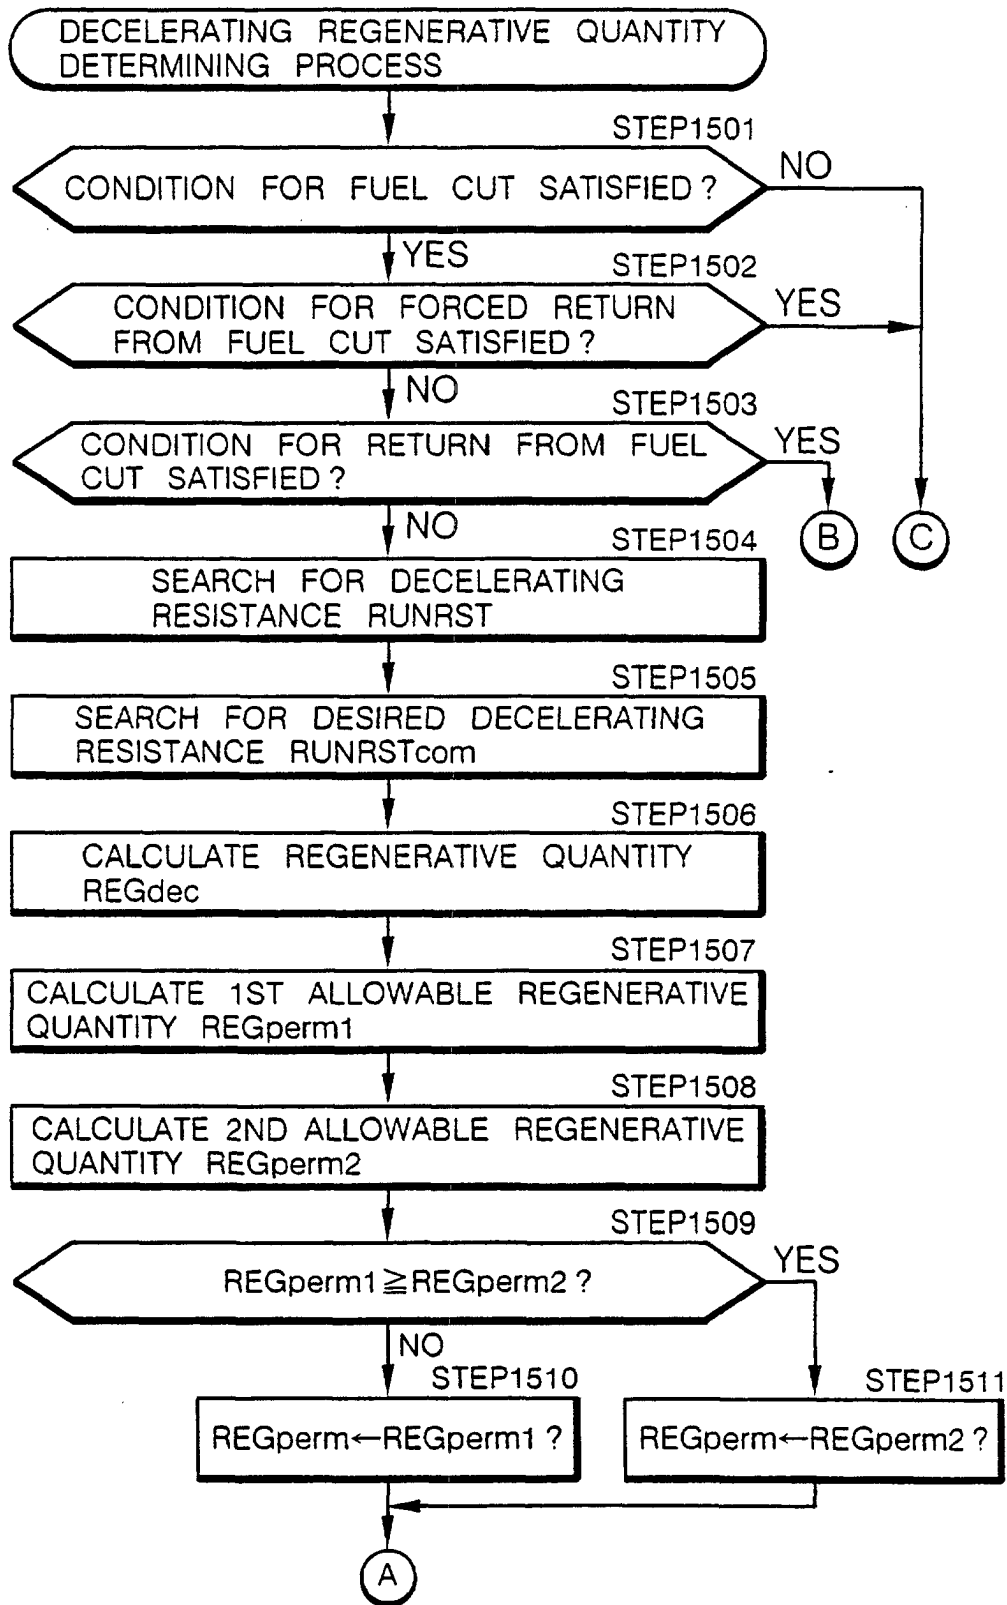 DECELERATING REGENERATIVE QUANTITY
DETERMINING PROCESS
STEP1501
CONDITION FOR FUEL CUT SATISFIED?
NO
YES
STEP1502
CONDITION FOR FORCED RETURN
FROM FUEL CUT SATISFIED?
YES
NO
STEP1503
CONDITION FOR RETURN FROM FUEL
CUT SATISFIED?
YES
NO
B
C
STEP1504
SEARCH FOR DECELERATING
RESISTANCE RUNRST
STEP1505
SEARCH FOR DESIRED DECELERATING
RESISTANCE RUNRSTcom
STEP1506
CALCULATE REGENERATIVE QUANTITY
REGdec
STEP1507
CALCULATE 1ST ALLOWABLE REGENERATIVE
QUANTITY REGperm1
STEP1508
CALCULATE 2ND ALLOWABLE REGENERATIVE
QUANTITY REGperm2
STEP1509
REGperm1≧REGperm2?
YES
NO
STEP1510
REGperm←REGperm1?
STEP1511
REGperm←REGperm2?
A